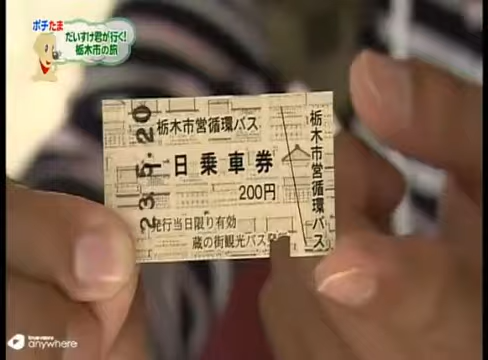 ポチたま
だいすけ君が行く!
栃木市の旅
栃木市営循環バス
一日乗車券
200円
発行当日限り有効
蔵の街観光バス
栃木市営循環バス
23.-5.20
anywhere